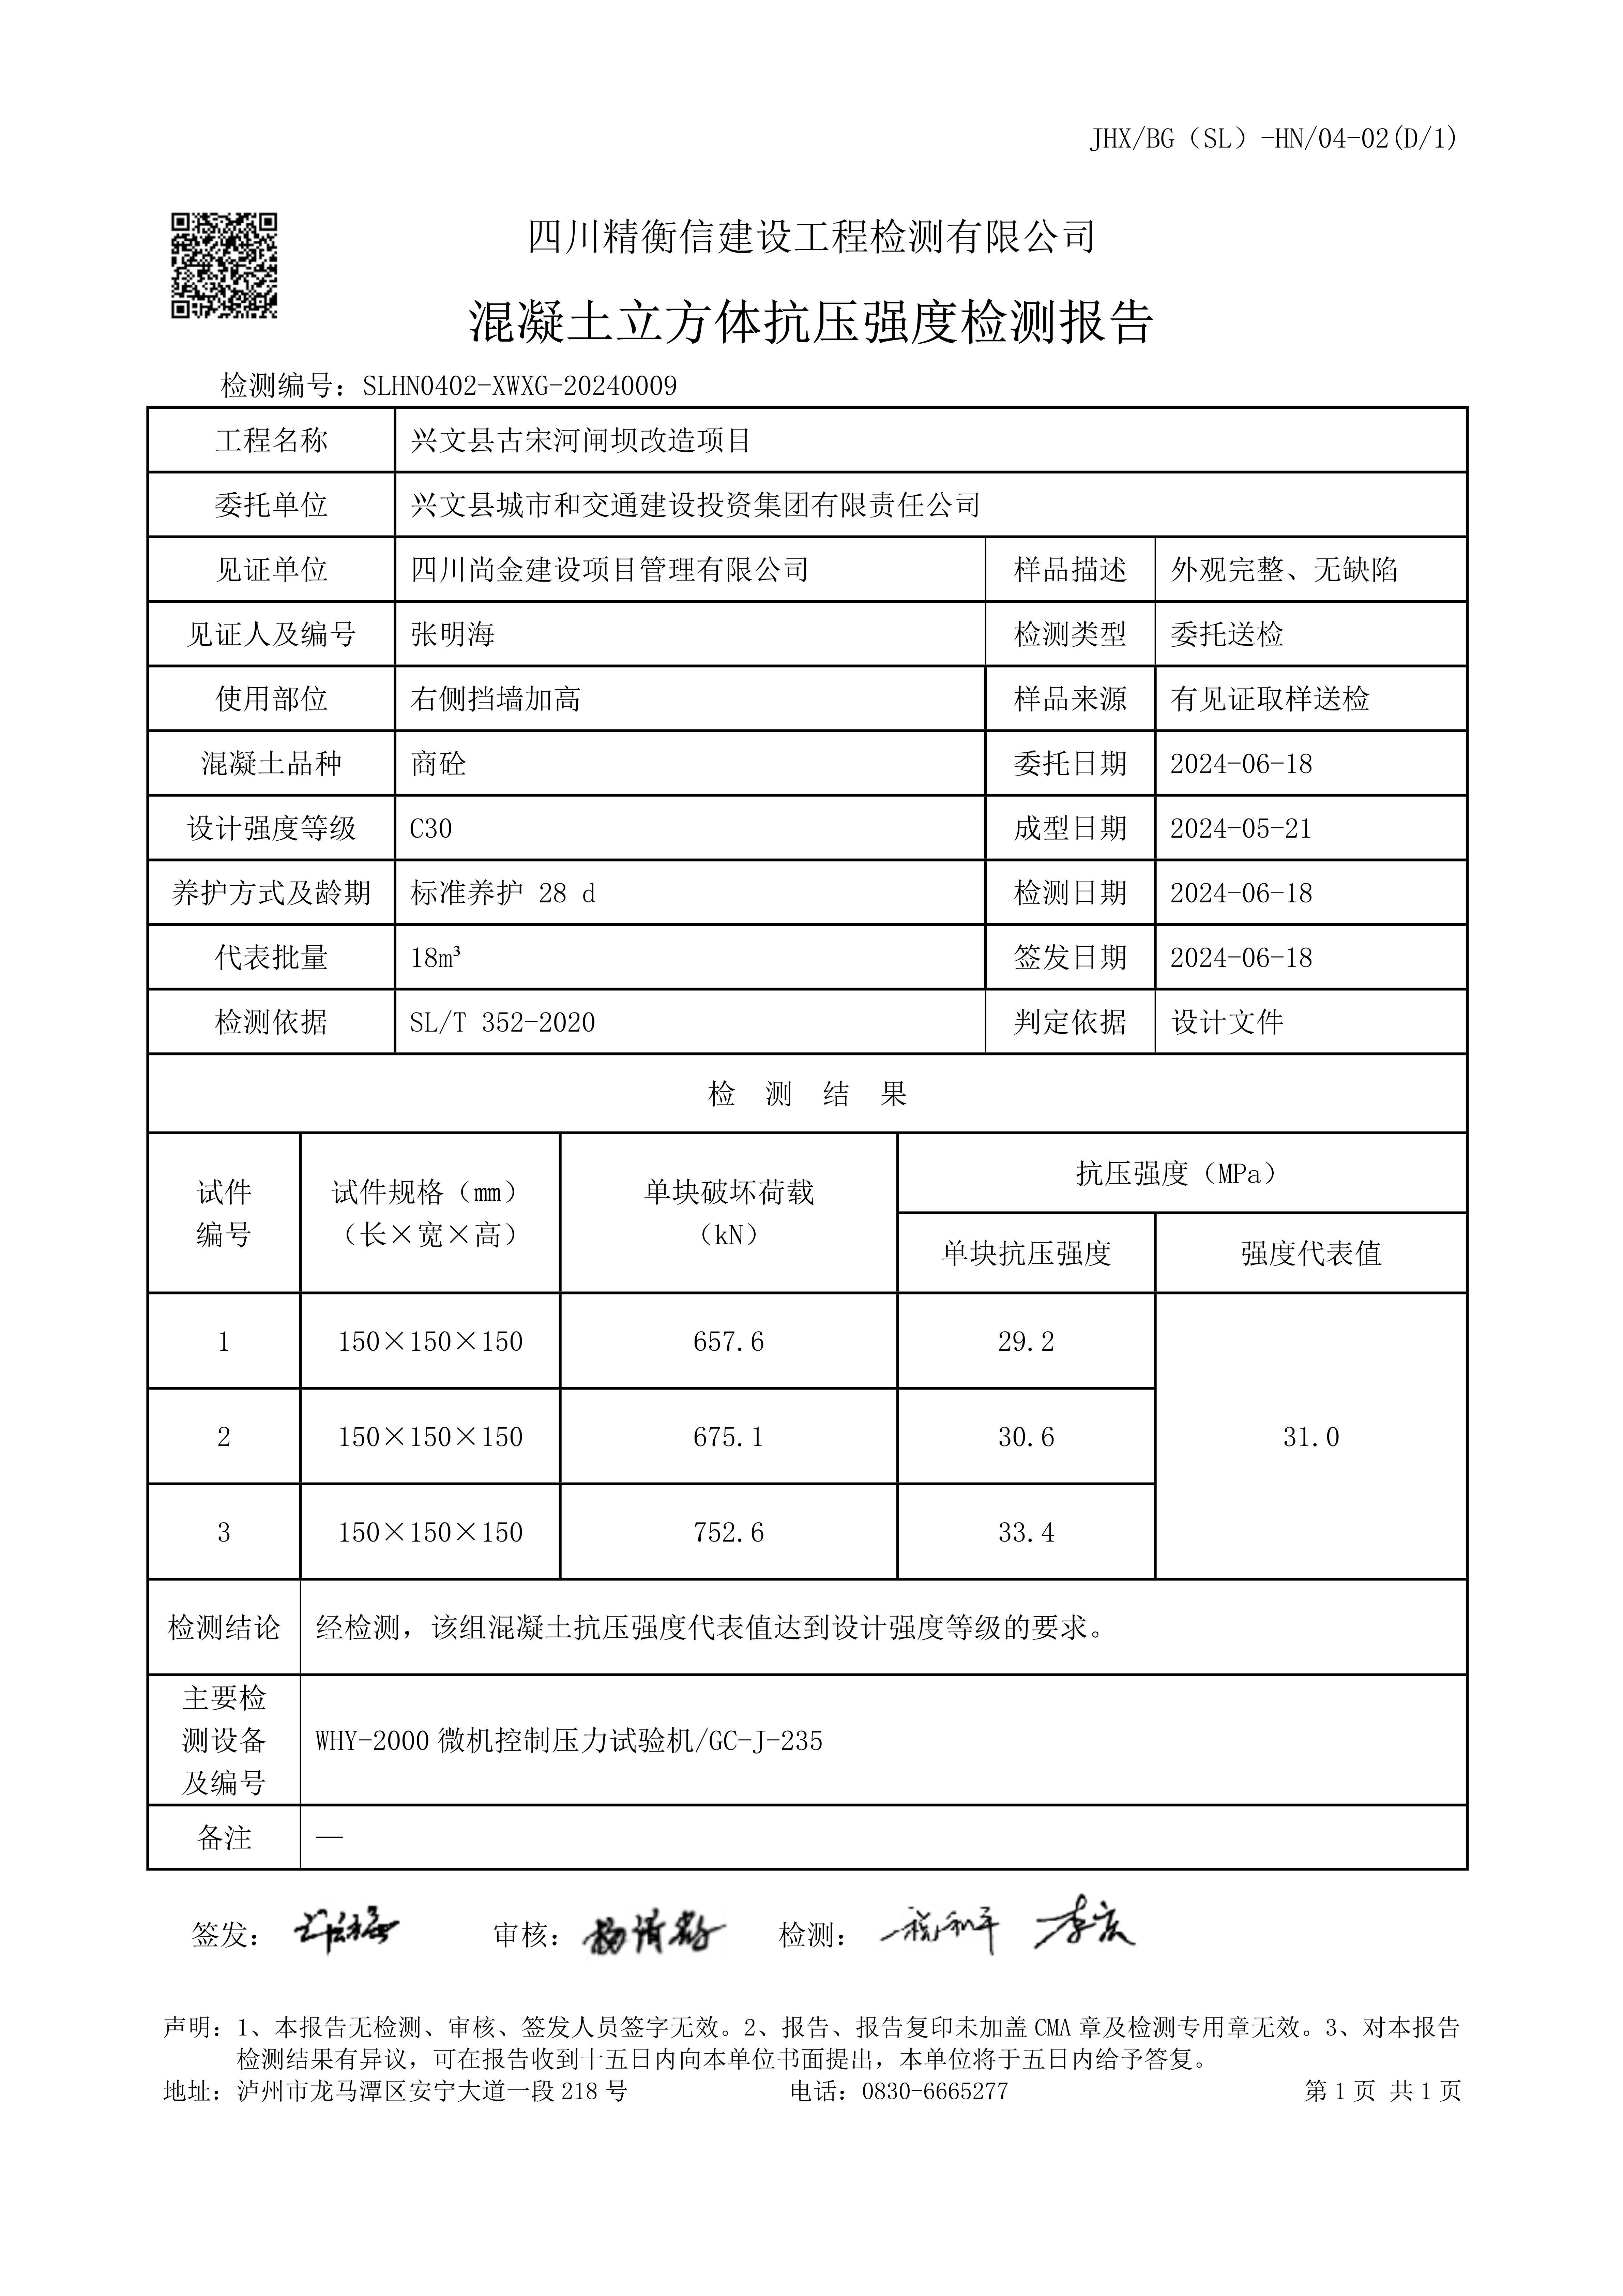 JHX/BG（SL）-HN/04-02(D/1)
四川精衡信建设工程检测有限公司
混凝土立方体抗压强度检测报告
检测编号：SLHN0402-XWXG-20240009
工程名称 兴文县古宋河闸坝改造项目
委托单位 兴文县城市和交通建设投资集团有限责任公司
见证单位 四川尚金建设项目管理有限公司 样品描述 外观完整、无缺陷
见证人及编号 张明海 检测类型 委托送检
使用部位 右侧挡墙加高 样品来源 有见证取样送检
混凝土品种 商砼 委托日期 2024-06-18
设计强度等级 C30 成型日期 2024-05-21
养护方式及龄期 标准养护 28 d 检测日期 2024-06-18
代表批量 18m³ 签发日期 2024-06-18
检测依据 SL/T 352-2020 判定依据 设计文件
检 测 结 果
试件
编号
试件规格（mm）
（长×宽×高）
单块破坏荷载
（kN）
抗压强度（MPa）
单块抗压强度 强度代表值
1 150×150×150 657.6 29.2
2 150×150×150 675.1 30.6 31.0
3 150×150×150 752.6 33.4
检测结论 经检测，该组混凝土抗压强度代表值达到设计强度等级的要求。
主要检
测设备
及编号
WHY-2000 微机控制压力试验机/GC-J-235
备注 —
签发： 审核： 检测：
声明：1、本报告无检测、审核、签发人员签字无效。2、报告、报告复印未加盖 CMA 章及检测专用章无效。3、对本报告
检测结果有异议，可在报告收到十五日内向本单位书面提出，本单位将于五日内给予答复。
地址：泸州市龙马潭区安宁大道一段 218 号 电话：0830-6665277 第 1 页 共 1 页